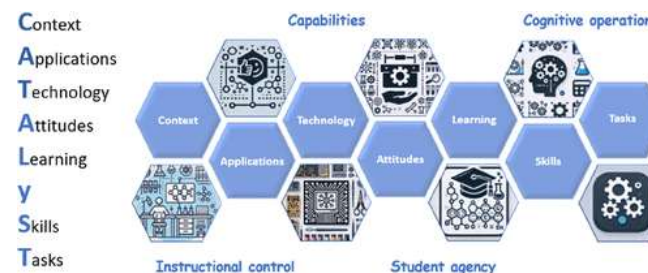 Context
Applications
Technology
Attitudes
Learning
y
Skills
Tasks
Capabilities
Cognitive operation
Context
Technology
Learning
Tasks
Applications
Attitudes
Skills
Instructional control
Student agency